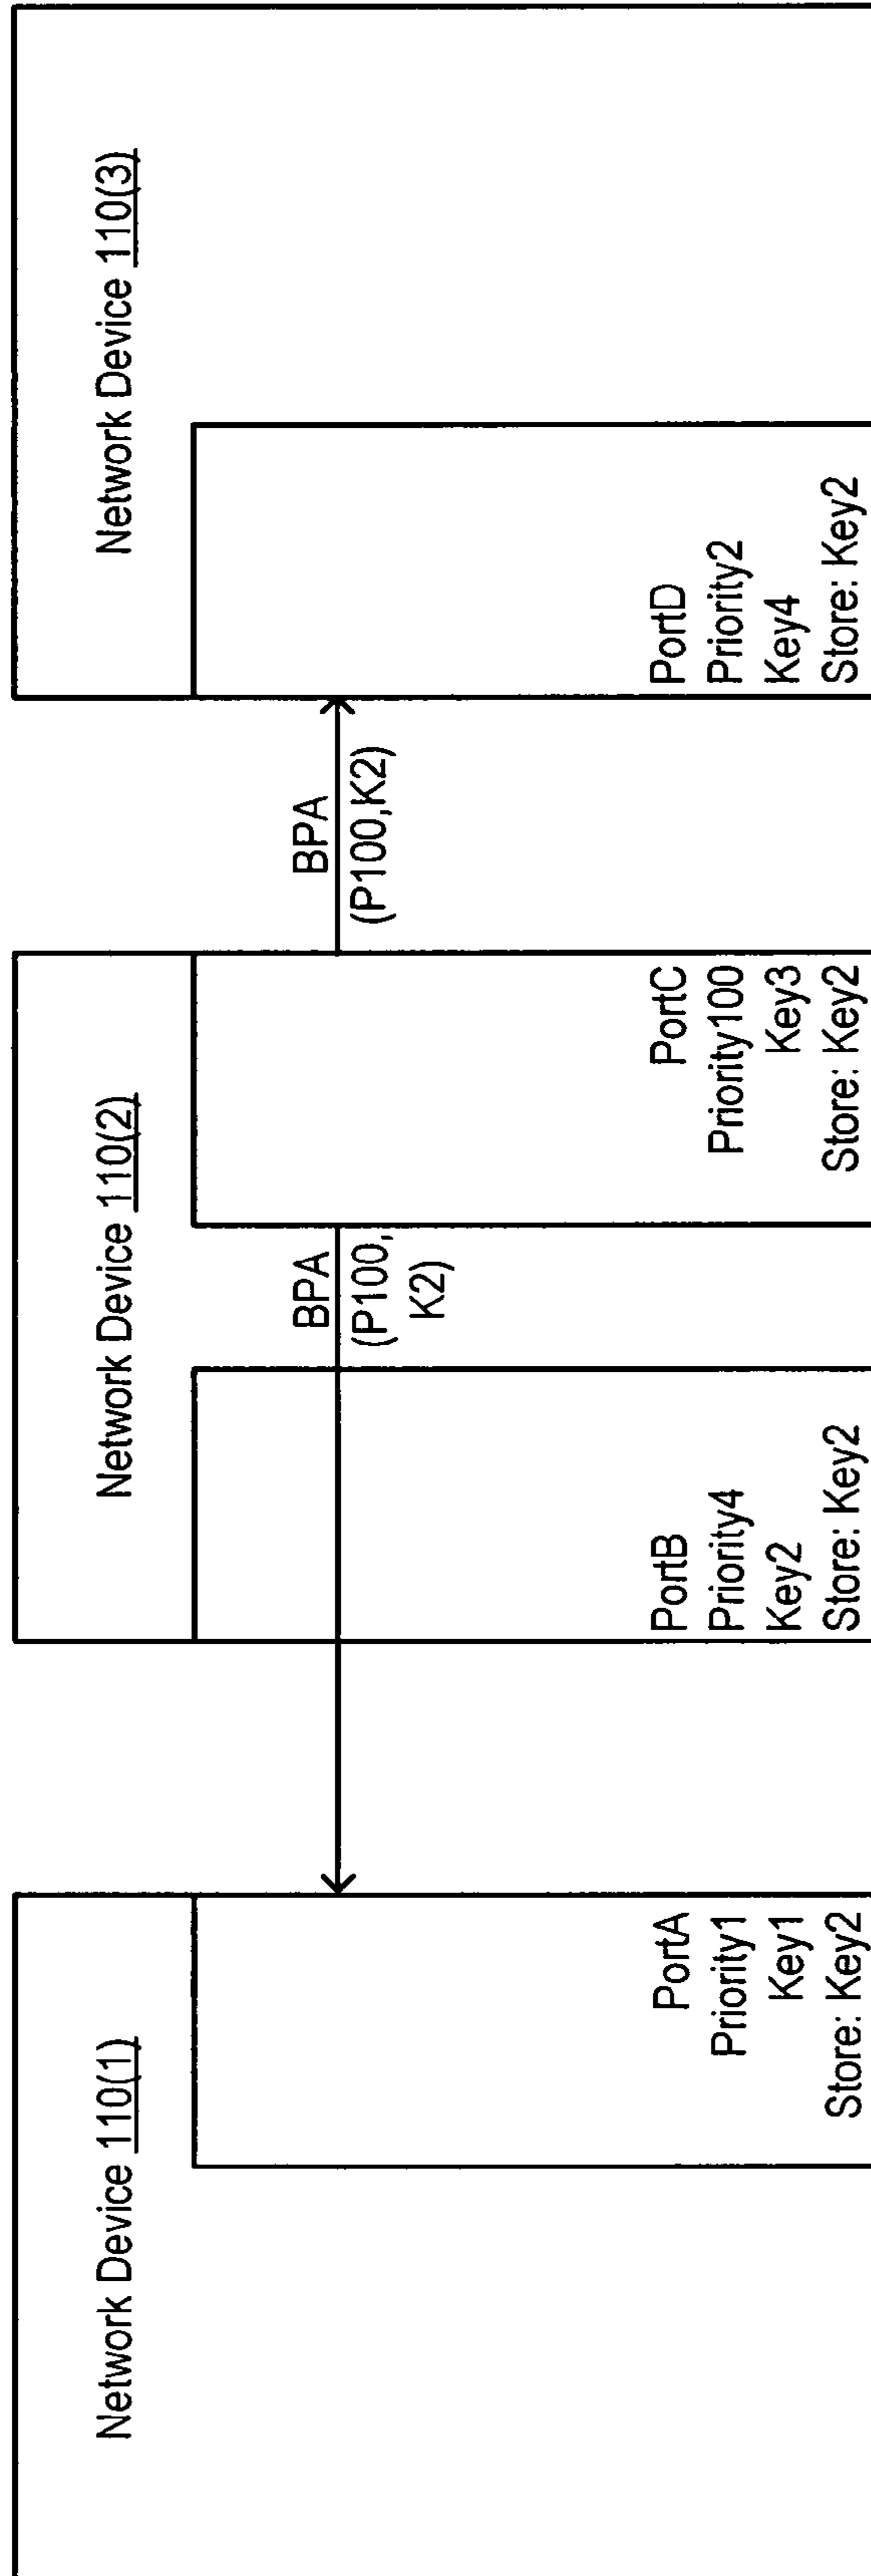 Network Device 110(1)
PortA
Priority1
Key1
Store: Key2
Network Device 110(2)
PortB
Priority4
Key2
Store: Key2
BPA
(P100,
K2)
PortC
Priority100
Key3
Store: Key2
BPA
(P100,K2)
Network Device 110(3)
PortD
Priority2
Key4
Store: Key2